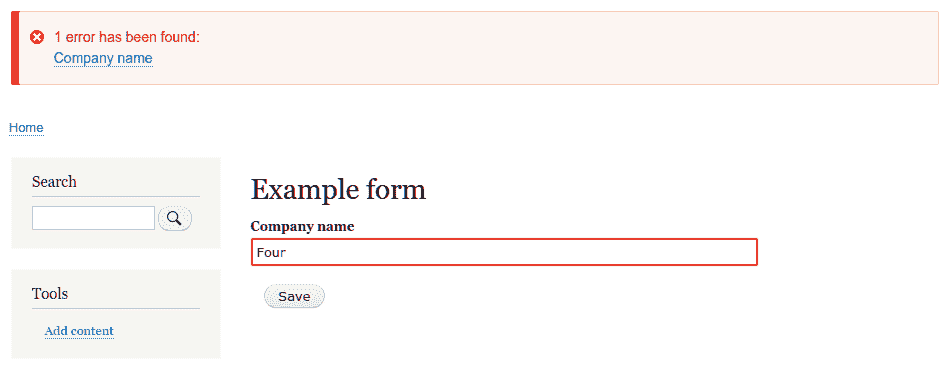 1 error has been found:
Company name
Home
Search
Tools
Add content
Example form
Company name
Four
Save